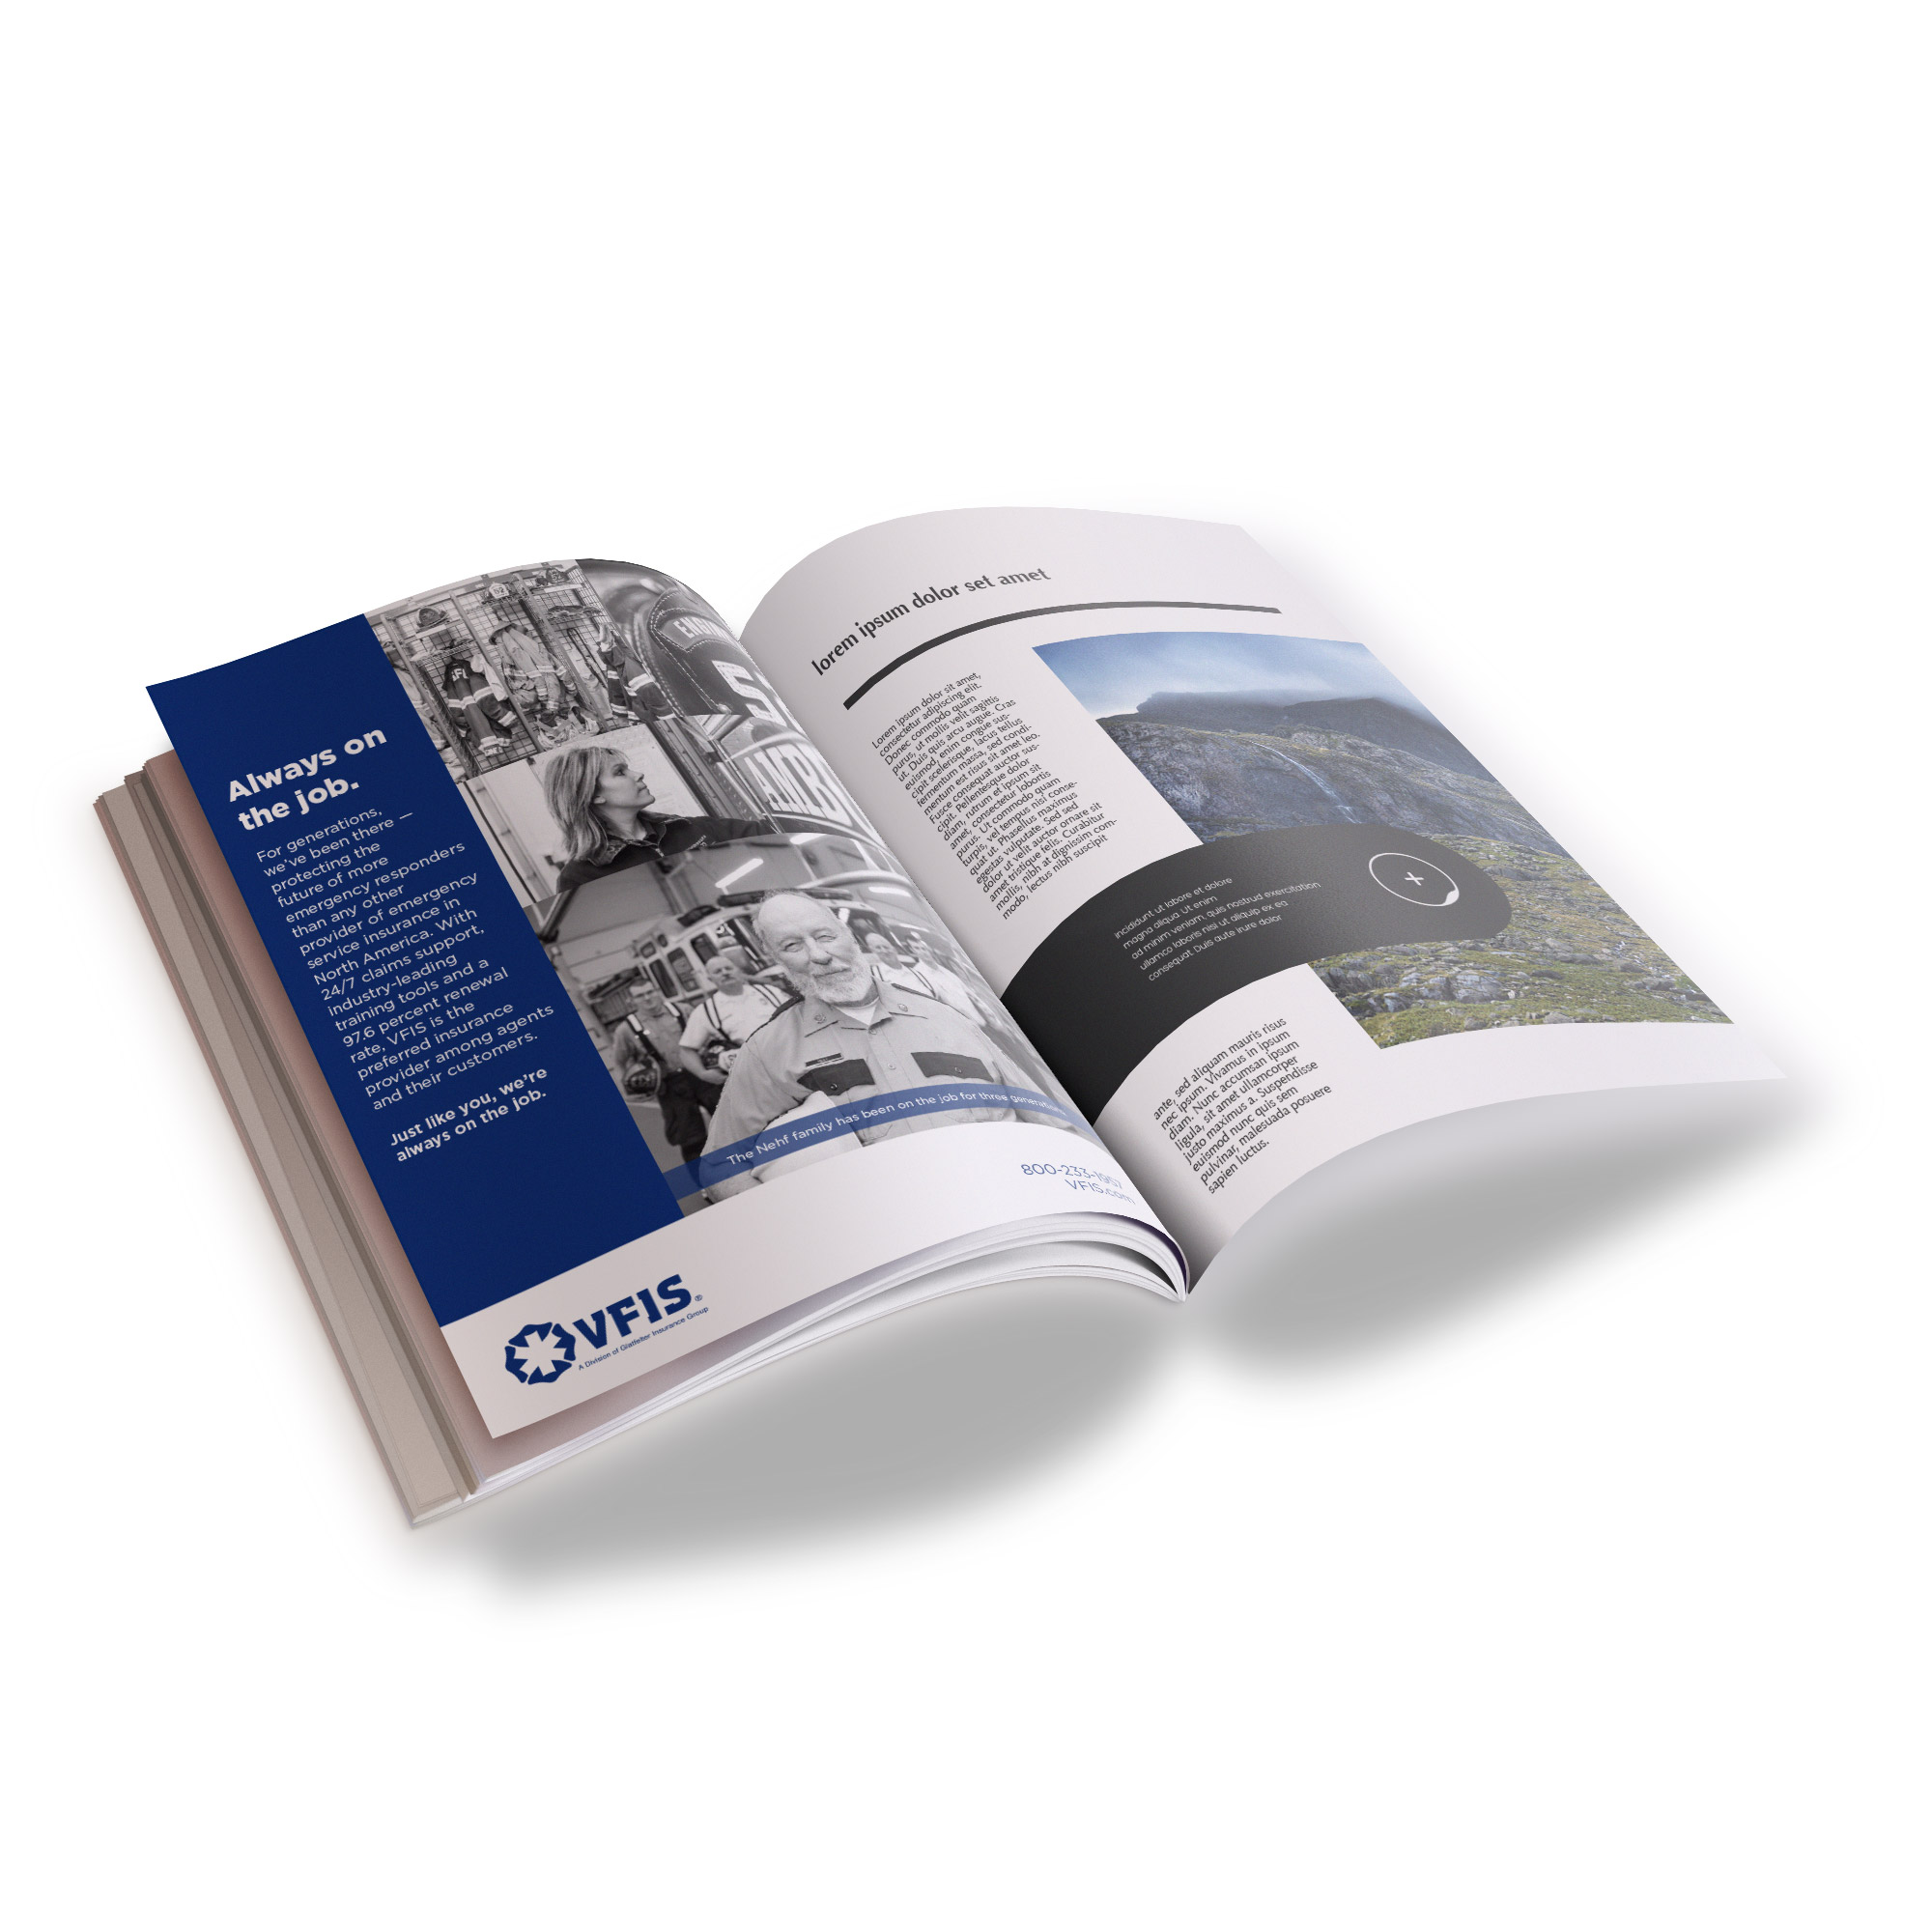 Always on
the job.
For generations,
we've been there —
protecting the
future of more
emergency responders
than any other
provider of emergency
service insurance in
North America. With
24/7 claims support,
industry-leading
training tools and a
97.6 percent renewal
rate, VFIS is the
preferred insurance
provider among agents
and their customers.
Just like you, we're
always on the job.
AMB
The Nehf family has been on the job for three generations
800-233-1957
VFIS.com
VFIS®
A Division of Glatfelter Insurance Group
lorem ipsum dolor set amet
Lorem ipsum dolor sit amet,
consectetur adipiscing elit.
Donec commodo quam
purus, ut mollis velit sagittis
ut. Duis quis arcu augue. Cras
euismod, enim congue sus-
cipit scelerisque, lacus tellus
fermentum massa, sed condi-
mentum est risus sit amet leo.
Fusce consequat auctor sus-
cipit. Pellentesque dolor
diam, rutrum et ipsum sit
amet, consectetur lobortis
purus. Ut commodo quam
turpis, vel tempus nisi conse-
quat ut. Phasellus maximus
egestas vulputate. Sed sed
dolor ut velit auctor ornare sit
amet tristique felis. Curabitur
mollis, nibh at dignissim com-
modo, lectus nibh suscipit
incididunt ut labore et dolore
magna aliqua. Ut enim
ad minim veniam, quis nostrud exercitation
ullamco laboris nisi ut aliquip ex ea
consequat. Duis aute irure dolor
ante, sed aliquam mauris risus
nec ipsum. Vivamus in ipsum
diam. Nunc accumsan ipsum
ligula, sit amet ullamcorper
justo maximus a. Suspendisse
euismod nunc quis sem
pulvinar, malesuada posuere
sapien luctus.